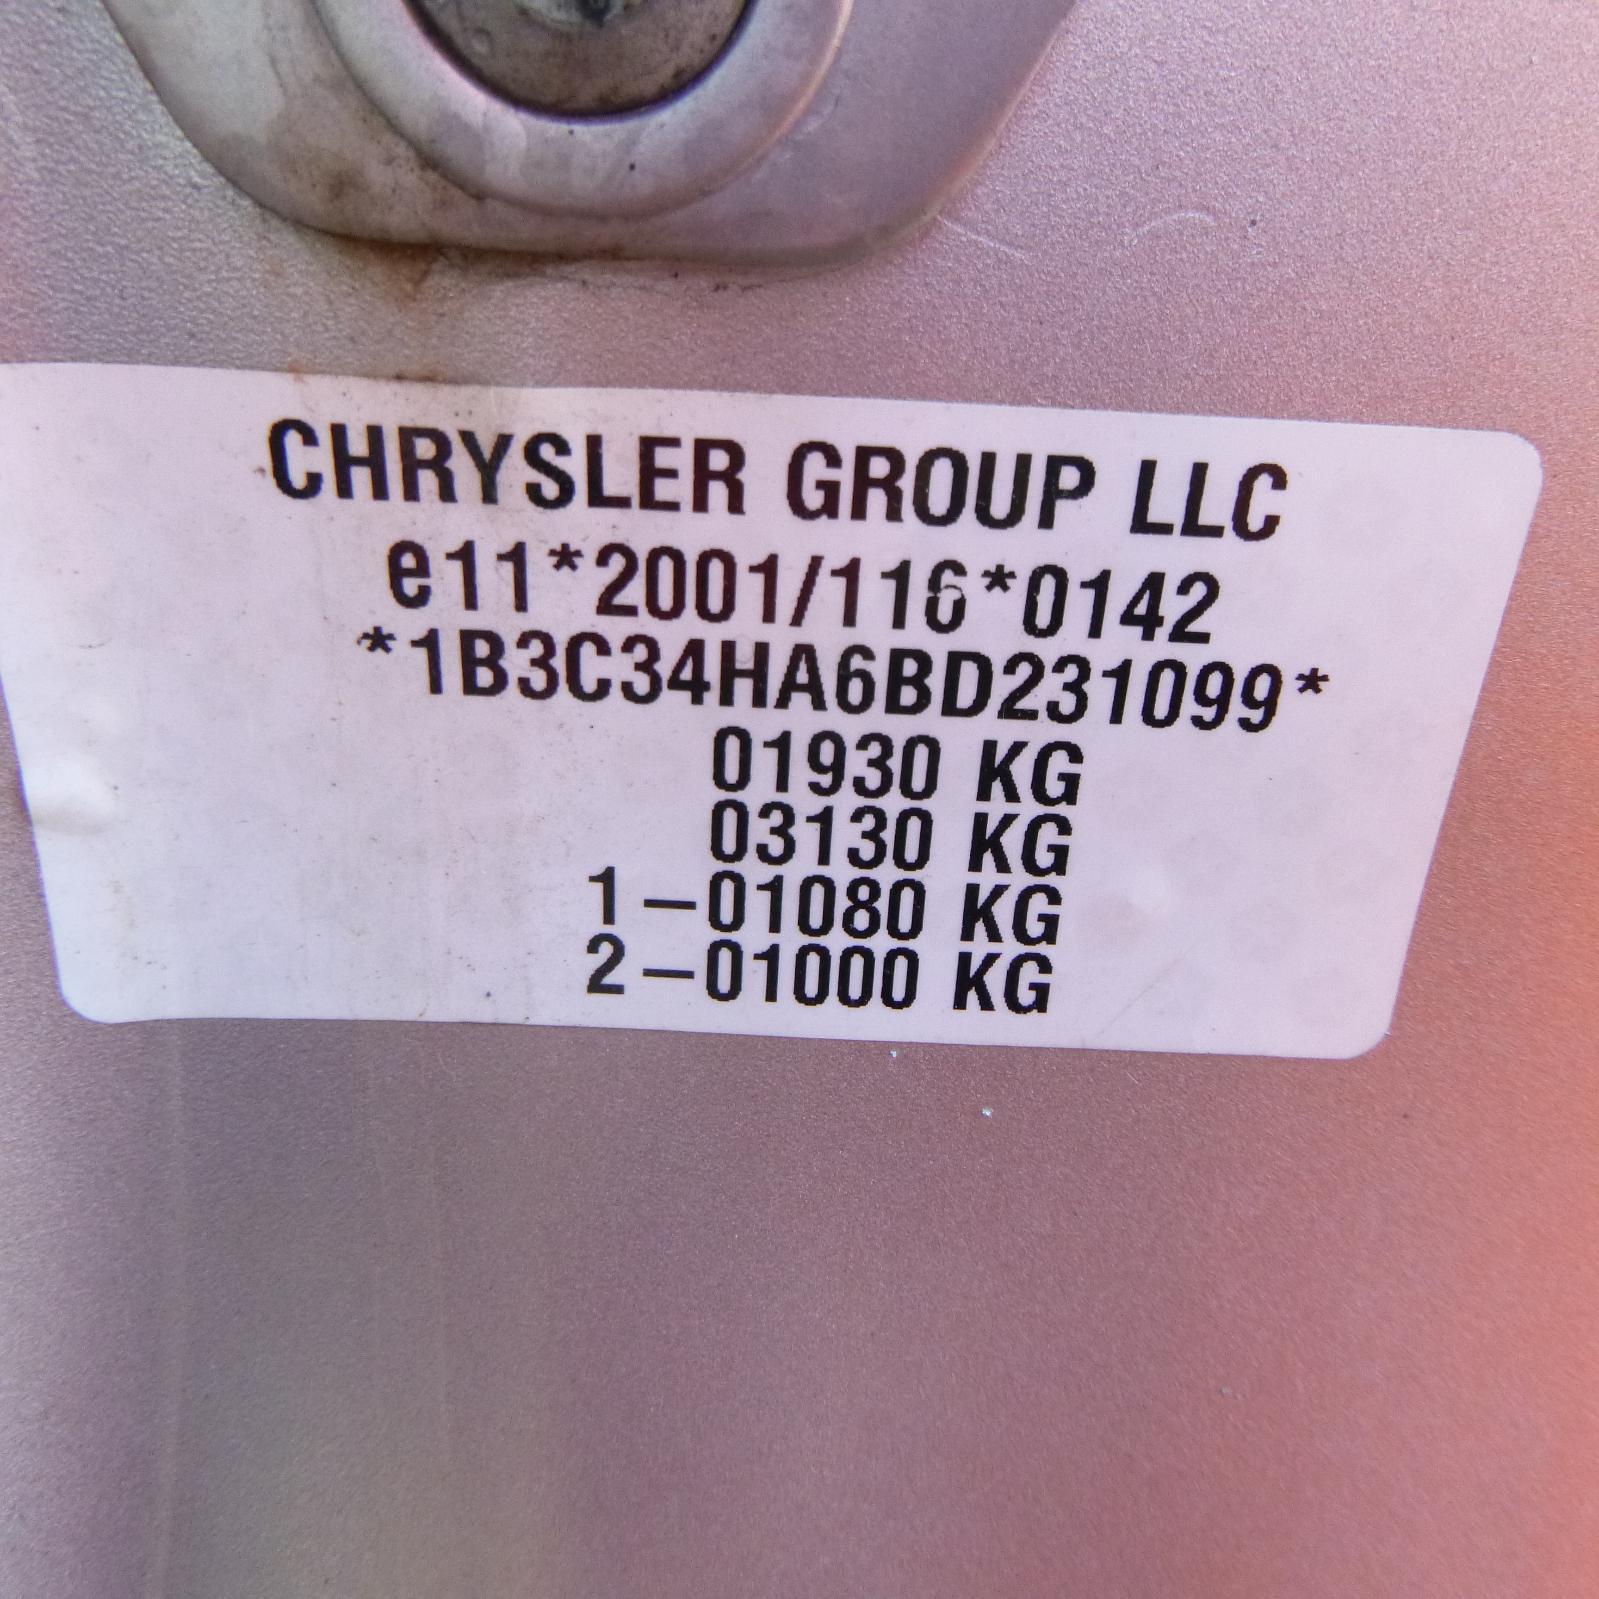 CHRYSLER GROUP LLC
e11*2001/116*0142
*1B3C34HA6BD231099*
01930 KG
03130 KG
1-01080 KG
2-01000 KG